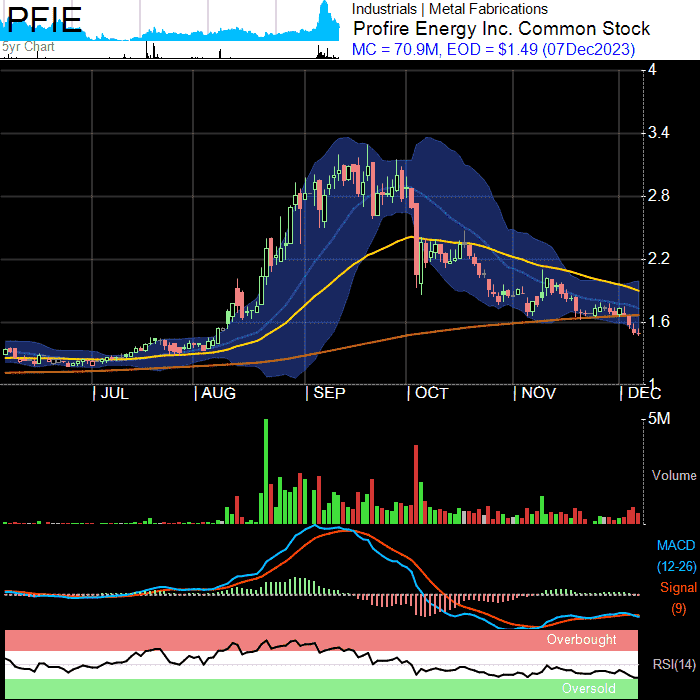 PFIE
5yr Chart
Industrials | Metal Fabrications
Profire Energy Inc. Common Stock
MC = 70.9M, EOD = $1.49 (07Dec2023)
4
3.4
2.8
2.2
1.6
1
JUL AUG SEP OCT NOV DEC
5M
Volume
MACD
(12-26)
Signal
(9)
Overbought
RSI(14)
Oversold